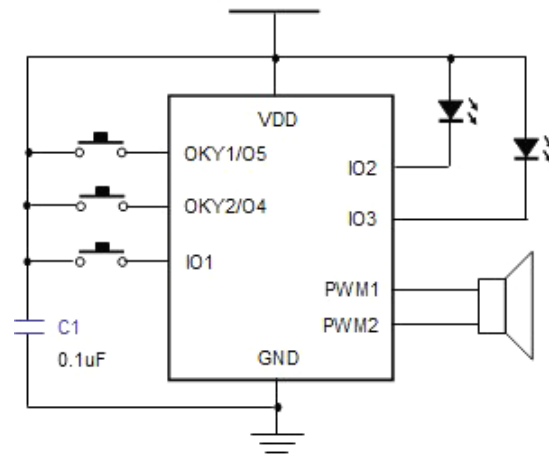 VDD
OKY1/O5
IO2
OKY2/O4
IO3
IO1
PWM1
PWM2
C1
0.1uF
GND